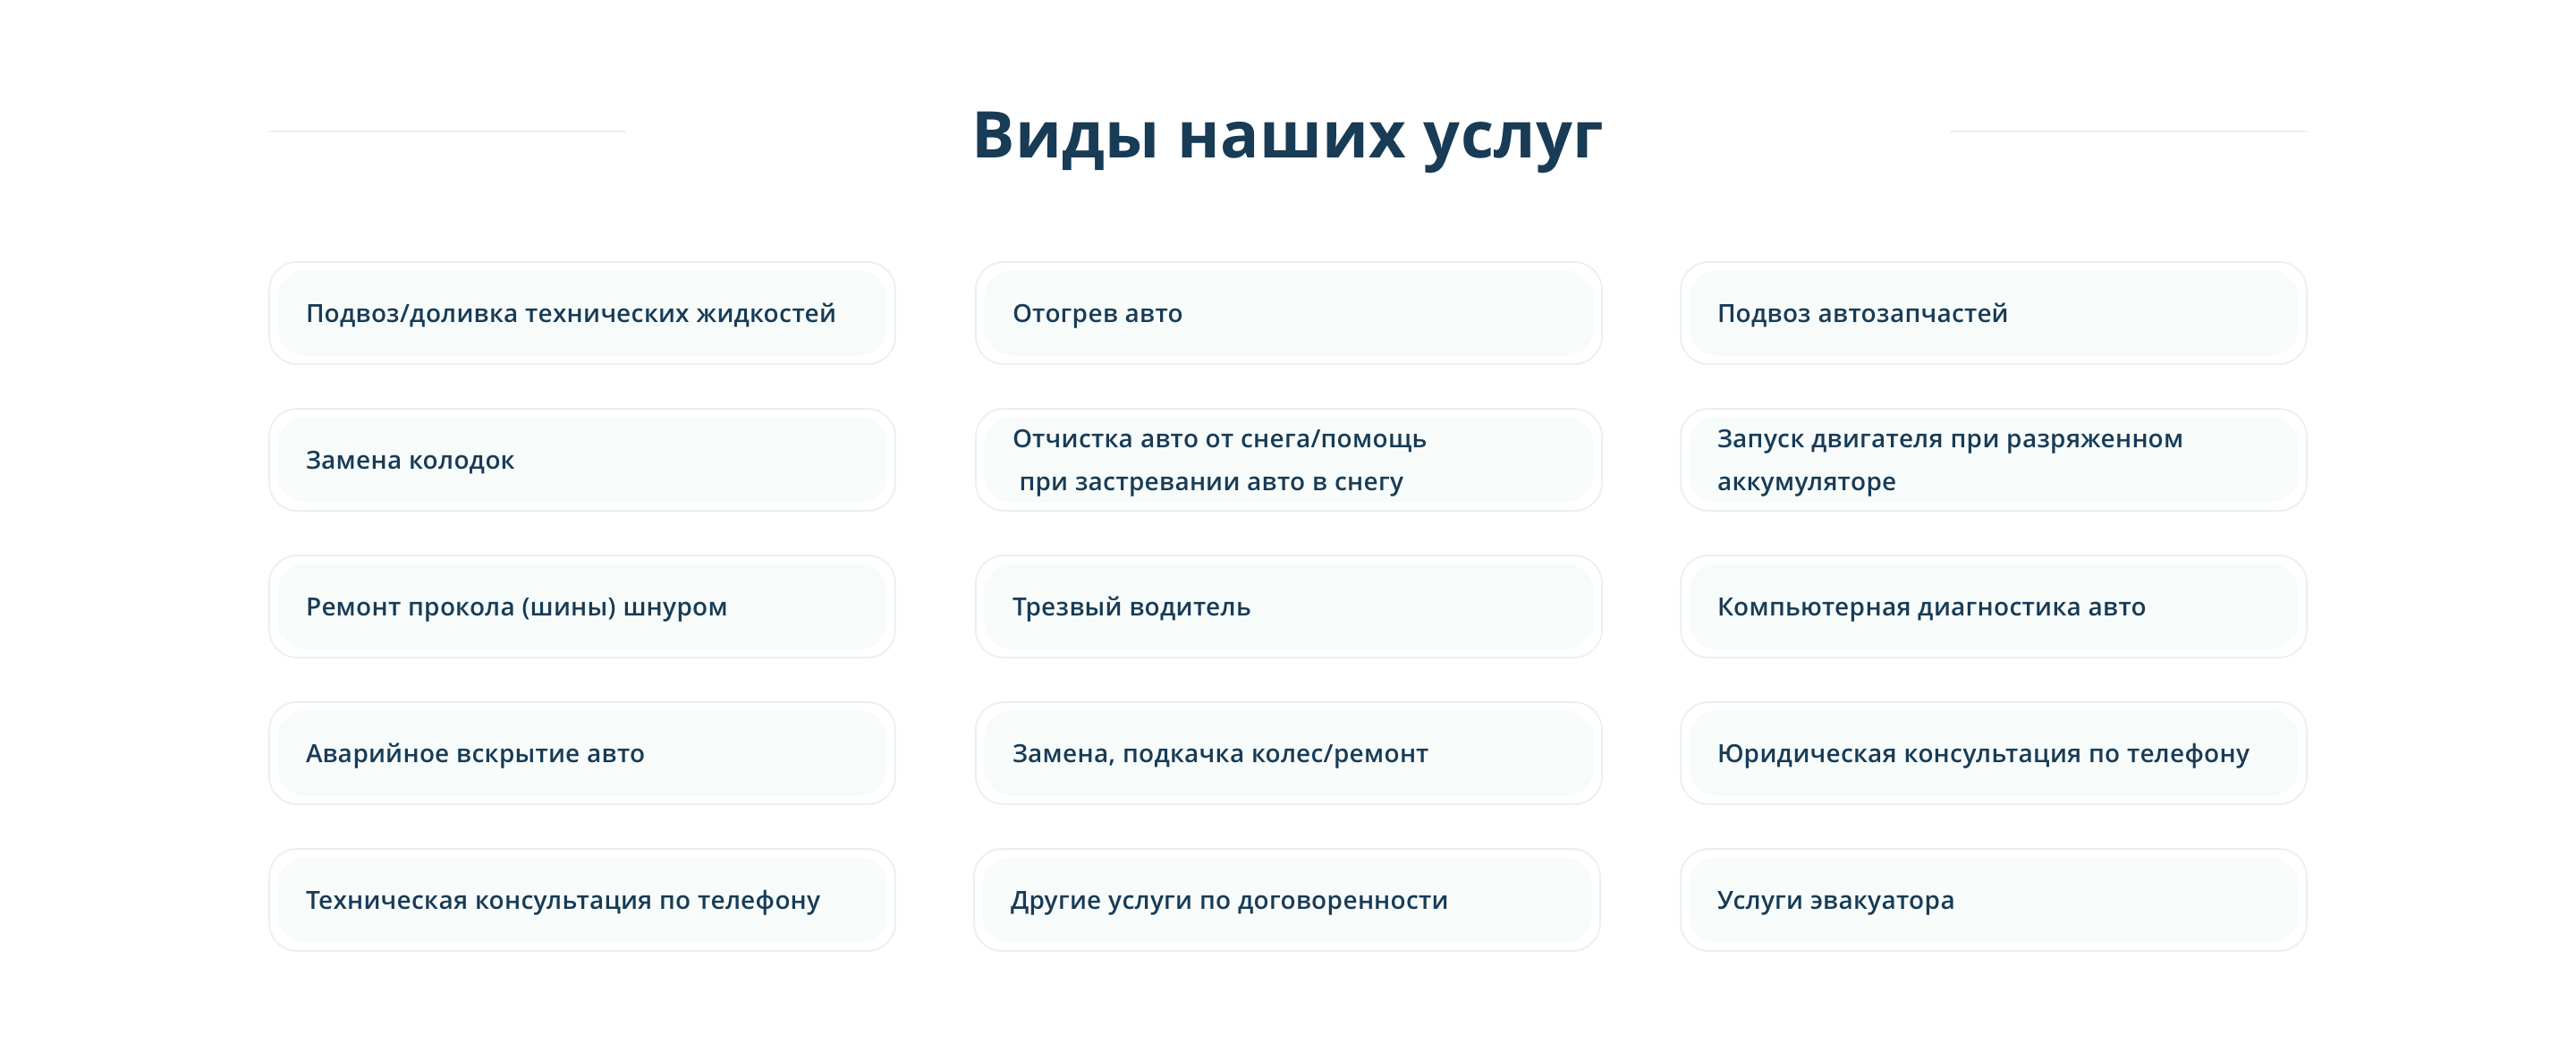 Виды наших услуг
Подвоз/доливка технических жидкостей
Отогрев авто
Подвоз автозапчастей
Замена колодок
Отчистка авто от снега/помощь
при застревании авто в снегу
Запуск двигателя при разряженном
аккумуляторе
Ремонт прокола (шины) шнуром
Трезвый водитель
Компьютерная диагностика авто
Аварийное вскрытие авто
Замена, подкачка колес/ремонт
Юридическая консультация по телефону
Техническая консультация по телефону
Другие услуги по договоренности
Услуги эвакуатора